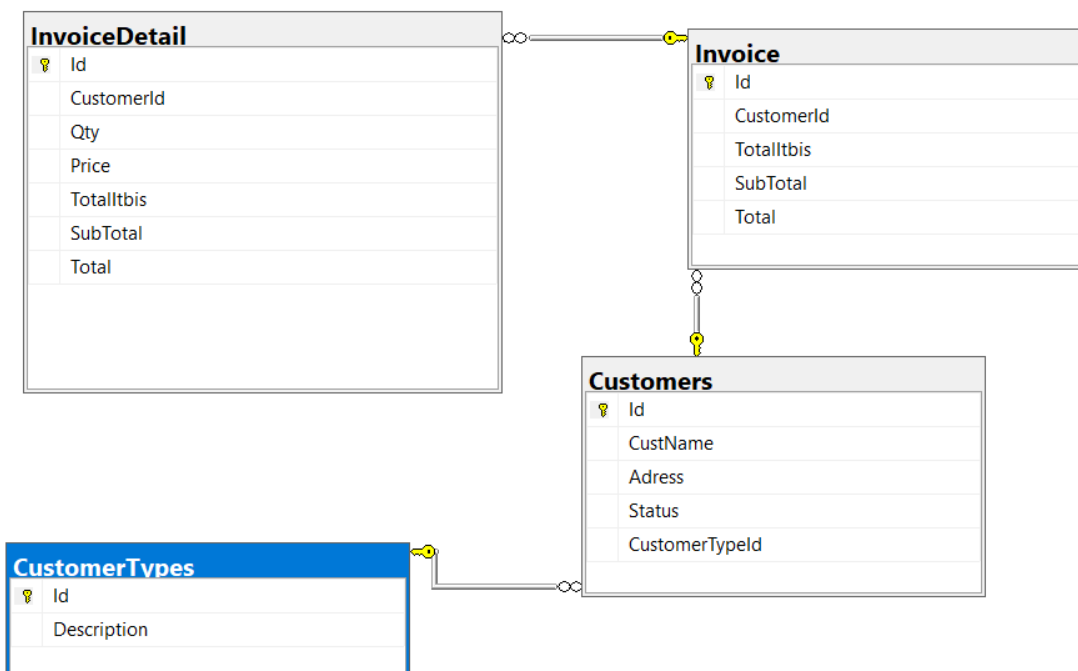 InvoiceDetail
Id
CustomerId
Qty
Price
TotalItbis
SubTotal
Total
Invoice
Id
CustomerId
TotalItbis
SubTotal
Total
Customers
Id
CustName
Adress
Status
CustomerTypeId
CustomerTypes
Id
Description